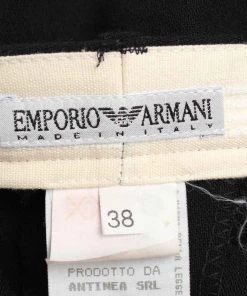 EMPORIO ARMANI
MADE IN ITALY
38
PRODOTTO DA
ANTINEA SRL